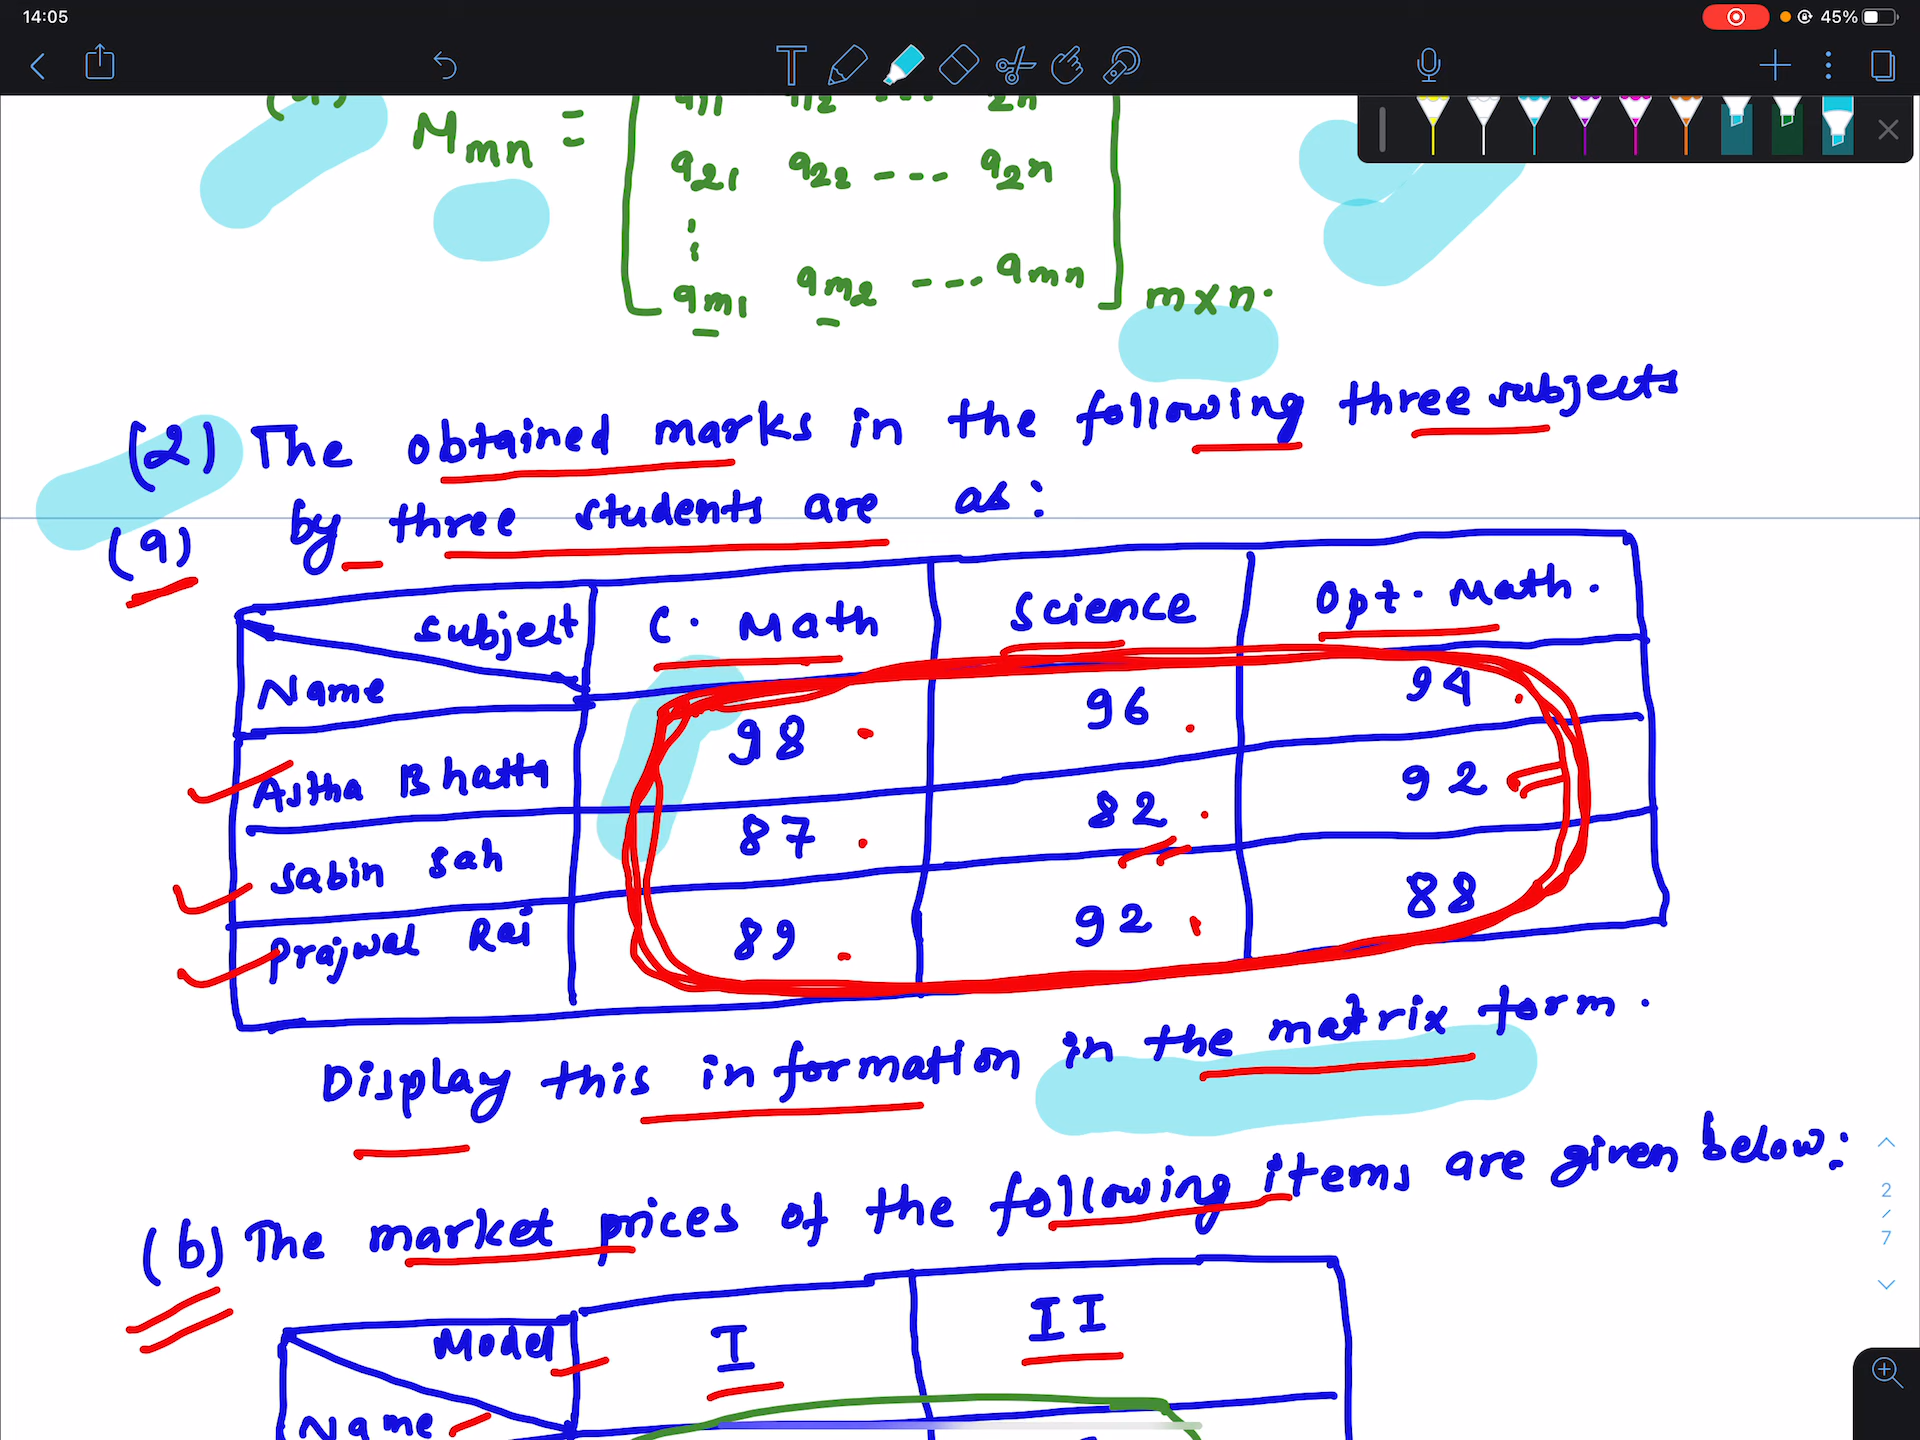 14:05
45%
Mmn =
a21 a22 --- a2n
am1 am2 ---- amn
m×n.
(2) The obtained marks in the following three subjects
(a) by three students are as:
Subject C. Math Science Opt. Math.
Name
Astha Bhatta 98 96 94
Sabin Sah 87 82 92
Prajwal Rai 89 92 88
Display this information in the matrix form.
(b) The market prices of the following items are given below:
Model I II
Name
2
/
7